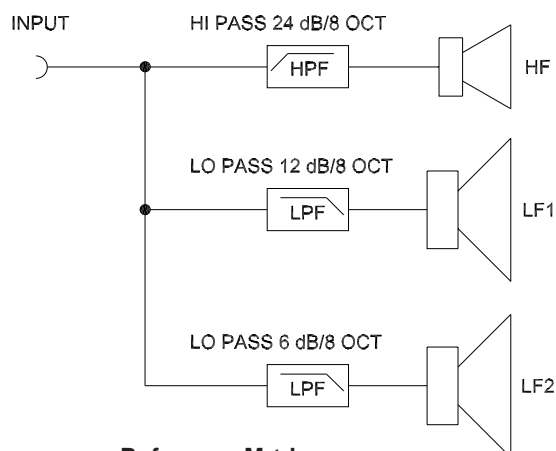 INPUT
HI PASS 24 dB/8 OCT
HPF
HF
LO PASS 12 dB/8 OCT
LPF
LF1
LO PASS 6 dB/8 OCT
LPF
LF2